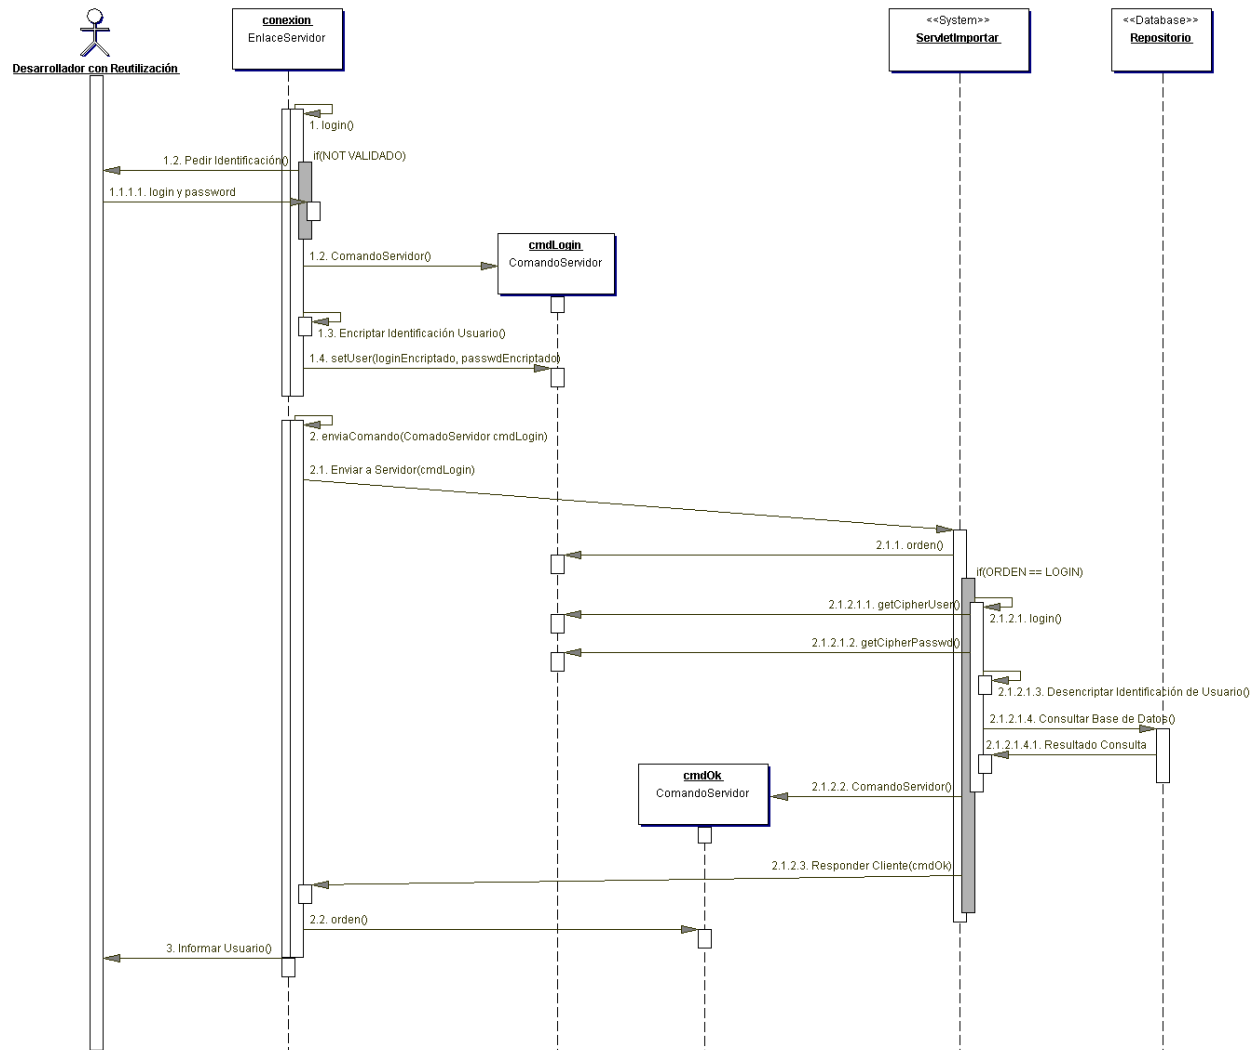 conexion
EnlaceServidor
<<System>>
ServletImportar
<<Database>>
Repositorio
Desarrollador con Reutilización
1. login()
if(NOT VALIDADO)
1.2. Pedir Identificación()
1.1.1.1. login y password
cmdLogin
ComandoServidor
1.2. ComandoServidor()
1.3. Encriptar Identificación Usuario()
1.4. setUser(loginEncriptado, passwdEncriptado)
2. enviaComando(ComadoServidor cmdLogin)
2.1. Enviar a Servidor(cmdLogin)
2.1.1. orden()
if(ORDEN == LOGIN)
2.1.2.1.1. getCipherUser()
2.1.2.1. login()
2.1.2.1.2. getCipherPasswd()
2.1.2.1.3. Desencriptar Identificación de Usuario()
2.1.2.1.4. Consultar Base de Datos()
2.1.2.1.4.1. Resultado Consulta
cmdOk
ComandoServidor
2.1.2.2. ComandoServidor()
2.1.2.3. Responder Cliente(cmdOk)
2.2. orden()
3. Informar Usuario()